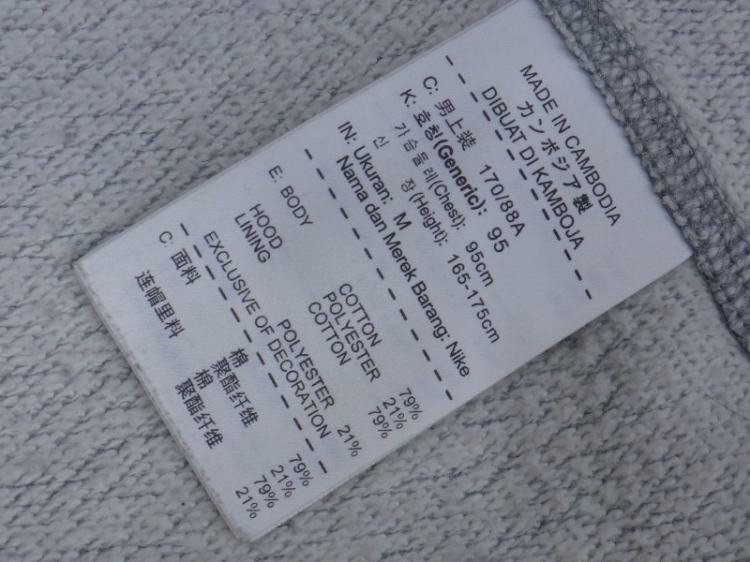 MADE IN CAMBODIA
カンボジア製
DIBUAT DI KAMBOJA
C: 男上装 170/88A
K: 호칭(Generic): 95
가슴둘레(Chest): 95cm
신 장(Height): 165-175cm
IN: Ukuran: M
Nama dan Merek Barang: Nike
E: BODY COTTON 79%
POLYESTER 21%
HOOD LINING COTTON 79%
POLYESTER 21%
EXCLUSIVE OF DECORATION
C: 面料 棉 79%
聚酯纤维 21%
连帽里料 棉 79%
聚酯纤维 21%